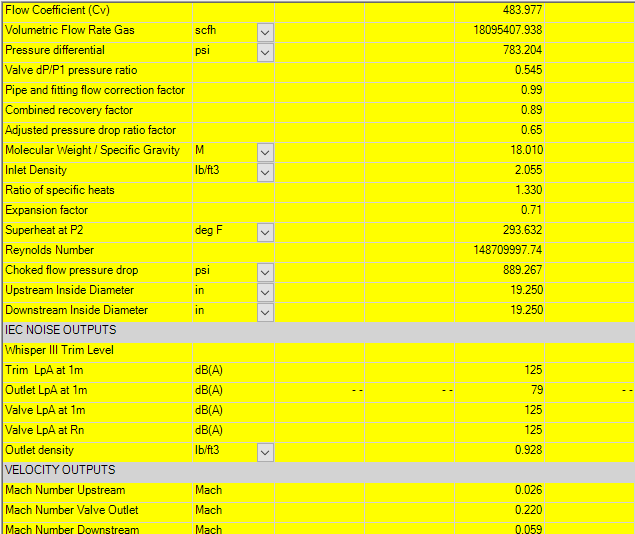 Flow Coefficient (Cv) 483.977
Volumetric Flow Rate Gas scfh 18095407.938
Pressure differential psi 783.204
Valve dP/P1 pressure ratio 0.545
Pipe and fitting flow correction factor 0.99
Combined recovery factor 0.89
Adjusted pressure drop ratio factor 0.65
Molecular Weight / Specific Gravity M 18.010
Inlet Density lb/ft3 2.055
Ratio of specific heats 1.330
Expansion factor 0.71
Superheat at P2 deg F 293.632
Reynolds Number 148709997.74
Choked flow pressure drop psi 889.267
Upstream Inside Diameter in 19.250
Downstream Inside Diameter in 19.250
IEC NOISE OUTPUTS
Whisper III Trim Level
Trim LpA at 1m dB(A) 125
Outlet LpA at 1m dB(A) - - - - 79 - -
Valve LpA at 1m dB(A) 125
Valve LpA at Rn dB(A) 125
Outlet density lb/ft3 0.928
VELOCITY OUTPUTS
Mach Number Upstream Mach 0.026
Mach Number Valve Outlet Mach 0.220
Mach Number Downstream Mach 0.059